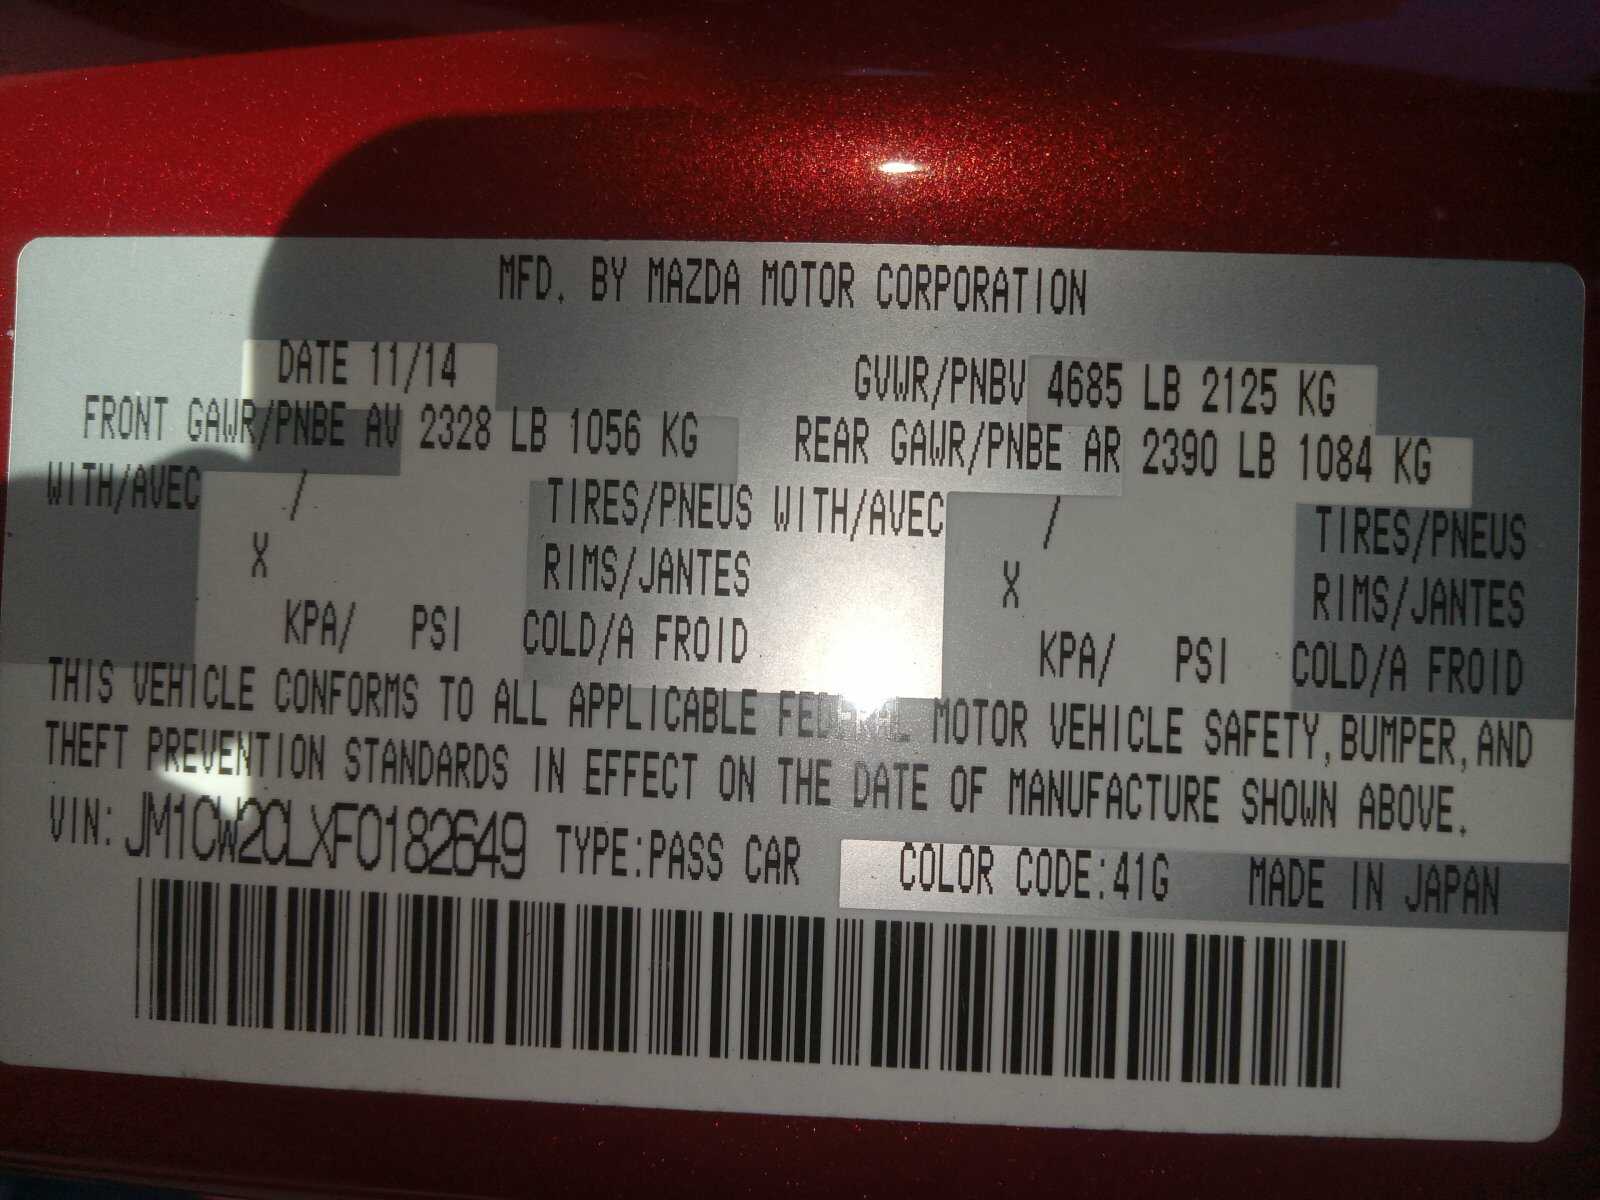 MFD. BY MAZDA MOTOR CORPORATION
DATE 11/14 GVWR/PNBV 4685 LB 2125 KG
FRONT GAWR/PNBE AV 2328 LB 1056 KG REAR GAWR/PNBE AR 2390 LB 1084 KG
WITH/AVEC / TIRES/PNEUS WITH/AVEC / TIRES/PNEUS
X RIMS/JANTES X RIMS/JANTES
KPA/ PSI COLD/A FROID KPA/ PSI COLD/A FROID
THIS VEHICLE CONFORMS TO ALL APPLICABLE FEDERAL MOTOR VEHICLE SAFETY, BUMPER, AND
THEFT PREVENTION STANDARDS IN EFFECT ON THE DATE OF MANUFACTURE SHOWN ABOVE.
VIN: JM1CW2CLXF0182649 TYPE:PASS CAR COLOR CODE:41G MADE IN JAPAN